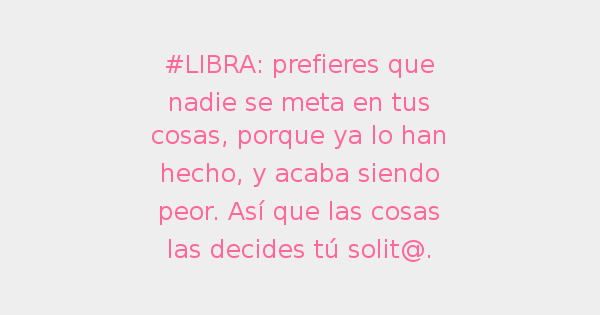 #LIBRA: prefieres que
nadie se meta en tus
cosas, porque ya lo han
hecho, y acaba siendo
peor. Así que las cosas
las decides tú solit@.